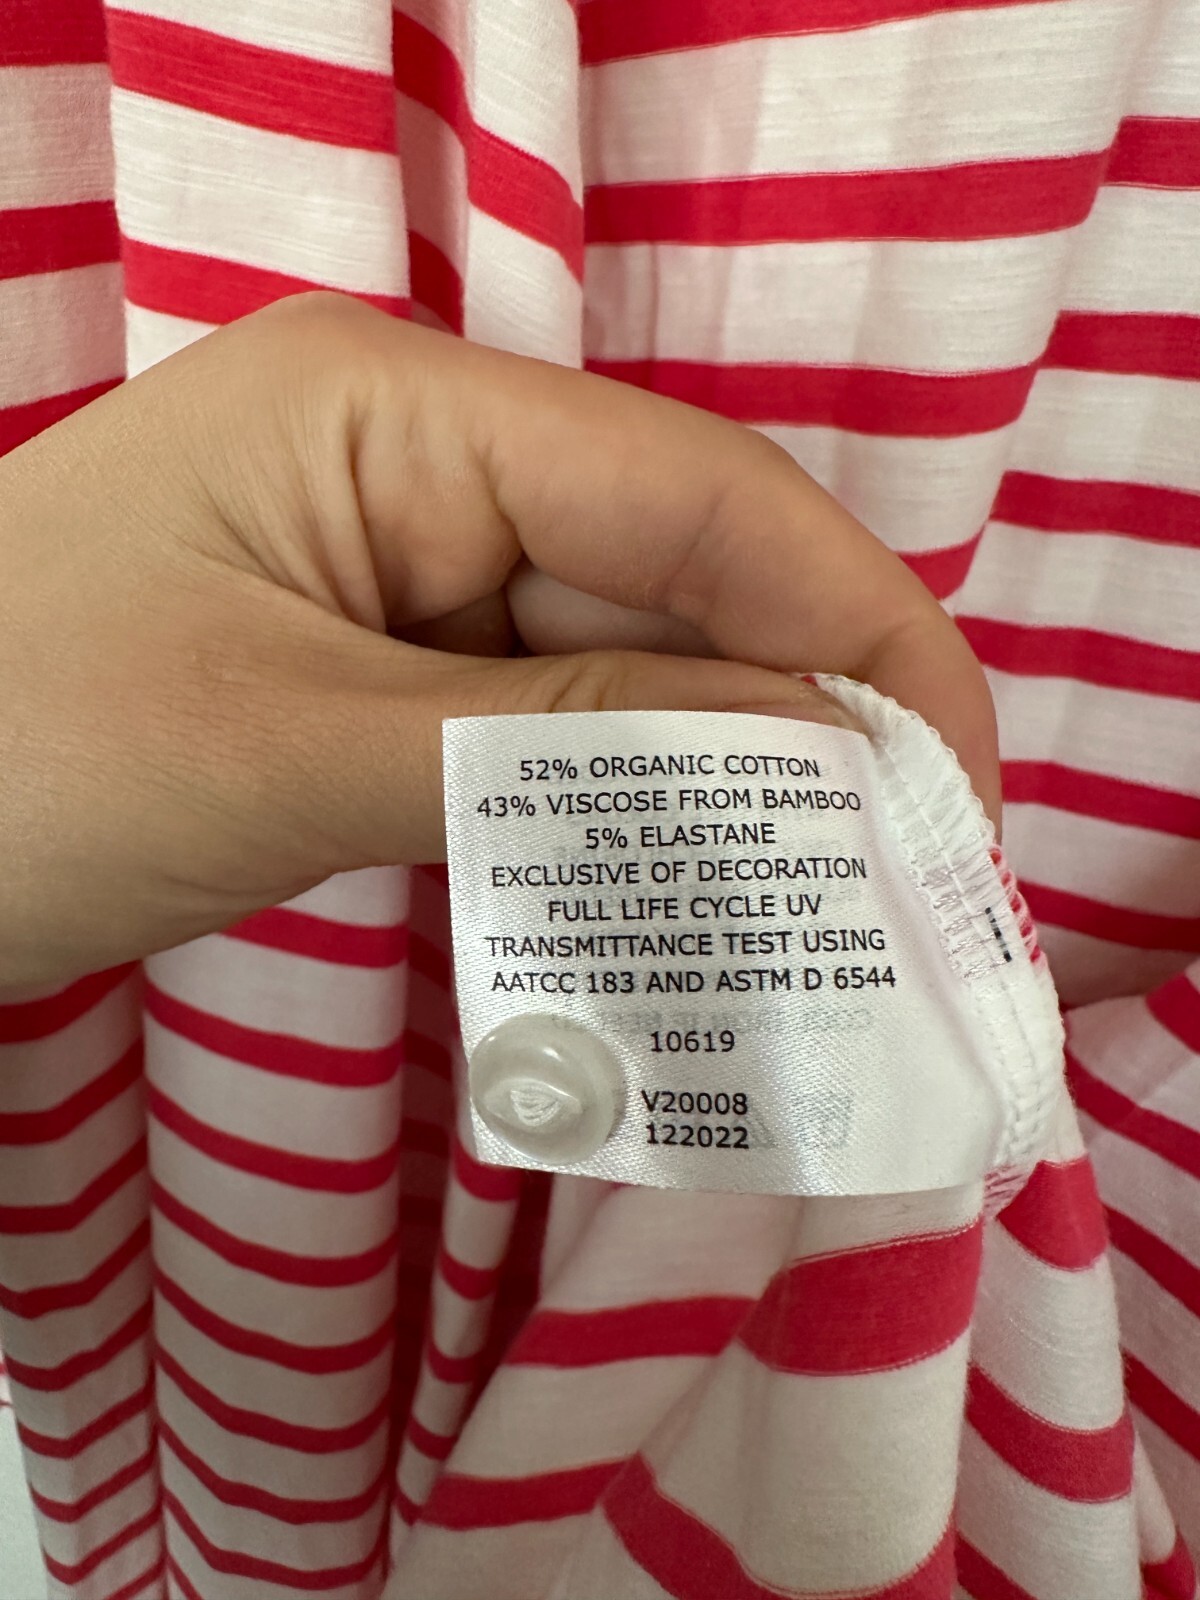 52% ORGANIC COTTON
43% VISCOSE FROM BAMBOO
5% ELASTANE
EXCLUSIVE OF DECORATION
FULL LIFE CYCLE UV
TRANSMITTANCE TEST USING
AATCC 183 AND ASTM D 6544
10619
V20008
122022